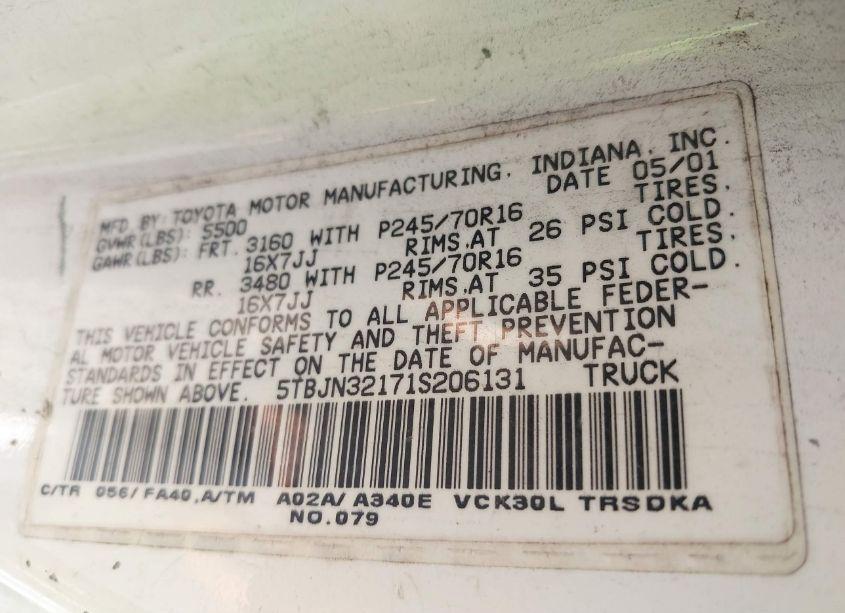 MFD. BY: TOYOTA MOTOR MANUFACTURING, INDIANA, INC.
GVWR(LBS): 5500 DATE 05/01
GAWR(LBS): FRT. 3160 WITH P245/70R16 TIRES.
16X7JJ RIMS.AT 26 PSI COLD.
RR. 3480 WITH P245/70R16 TIRES.
16X7JJ RIMS.AT 35 PSI COLD.
THIS VEHICLE CONFORMS TO ALL APPLICABLE FEDER-
AL MOTOR VEHICLE SAFETY AND THEFT PREVENTION
STANDARDS IN EFFECT ON THE DATE OF MANUFAC-
TURE SHOWN ABOVE. 5TBJN32171S206131 TRUCK
C/TR 056/FA40,A/TM A02A/A340E VCK30L TRSDKA
NO.079